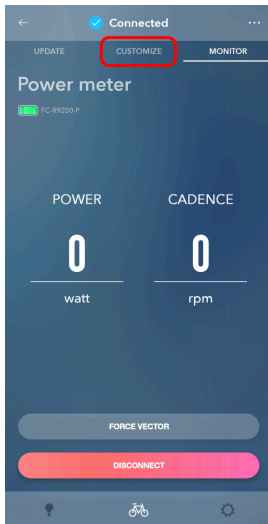 Connected
UPDATE CUSTOMIZE MONITOR
Power meter
FC-R9200-P
POWER CADENCE
0 0
watt rpm
FORCE VECTOR
DISCONNECT